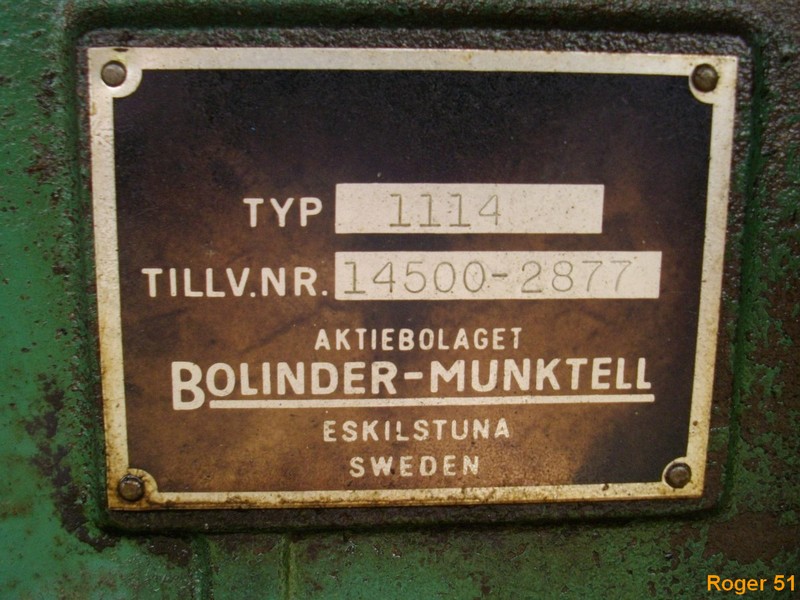 TYP 1114
TILLV.NR. 14500-2877
AKTIEBOLAGET
BOLINDER-MUNKTELL
ESKILSTUNA
SWEDEN
Roger 51